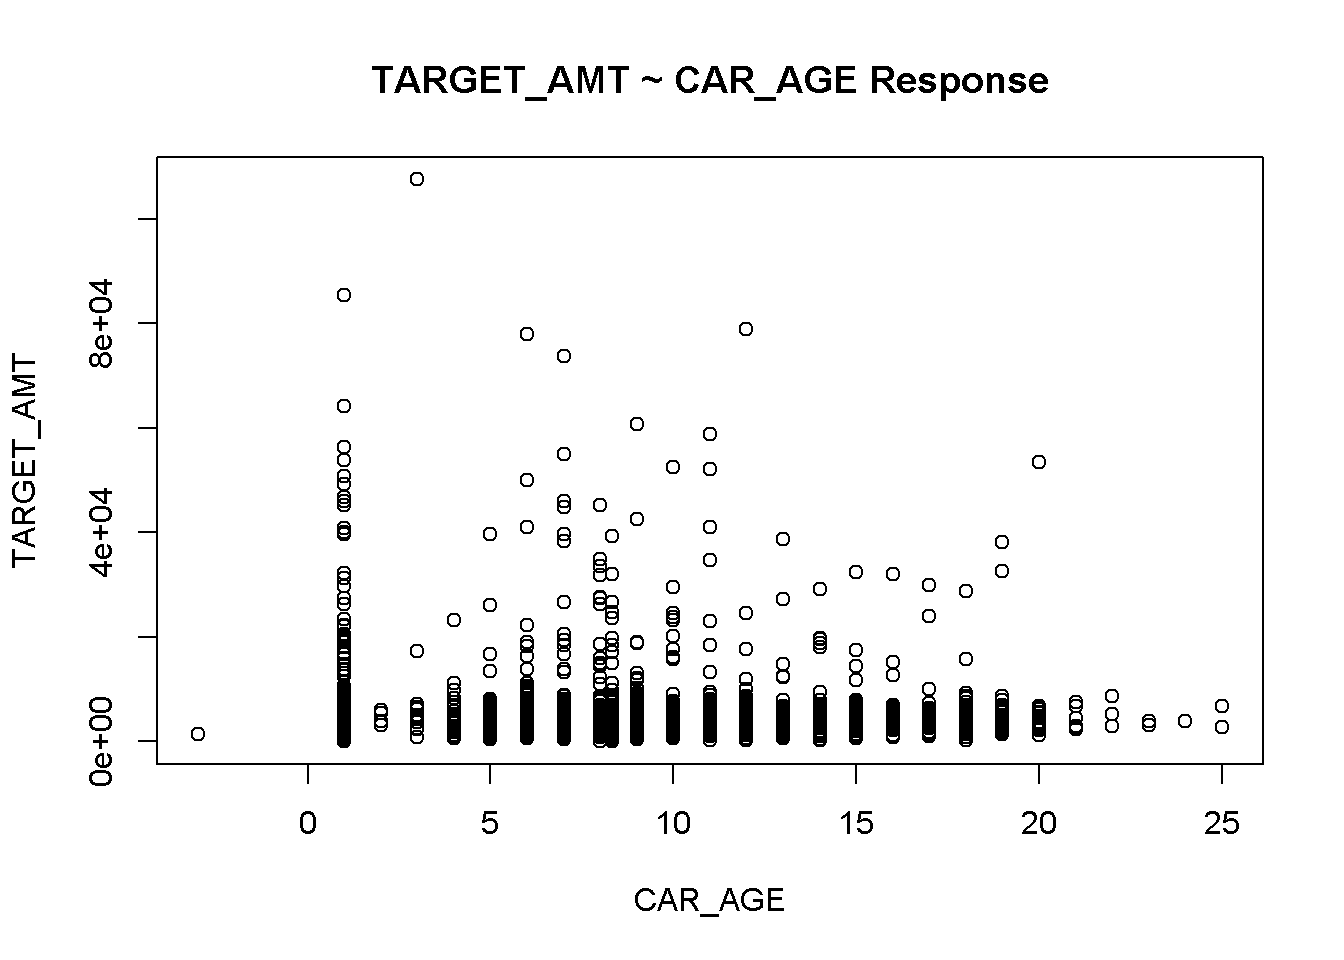 TARGET_AMT ~ CAR_AGE Response
TARGET_AMT
8e+04
4e+04
0e+00
0 5 10 15 20 25
CAR_AGE